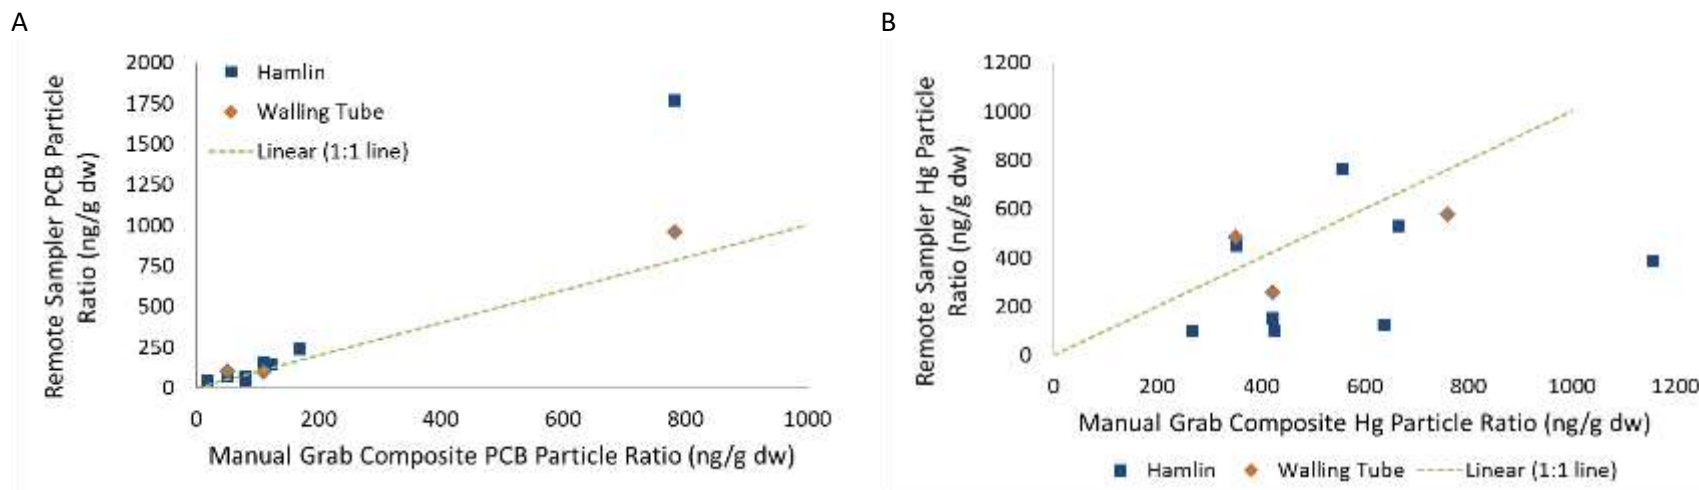 A
Remote Sampler PCB Particle
Ratio (ng/g dw)
2000
1750
1500
1250
1000
750
500
250
0
Hamlin
Walling Tube
Linear (1:1 line)
0 200 400 600 800 1000
Manual Grab Composite PCB Particle Ratio (ng/g dw)
B
Remote Sampler Hg Particle
Ratio (ng/g dw)
1200
1000
800
600
400
200
0
0 200 400 600 800 1000 1200
Manual Grab Composite Hg Particle Ratio (ng/g dw)
Hamlin Walling Tube Linear (1:1 line)